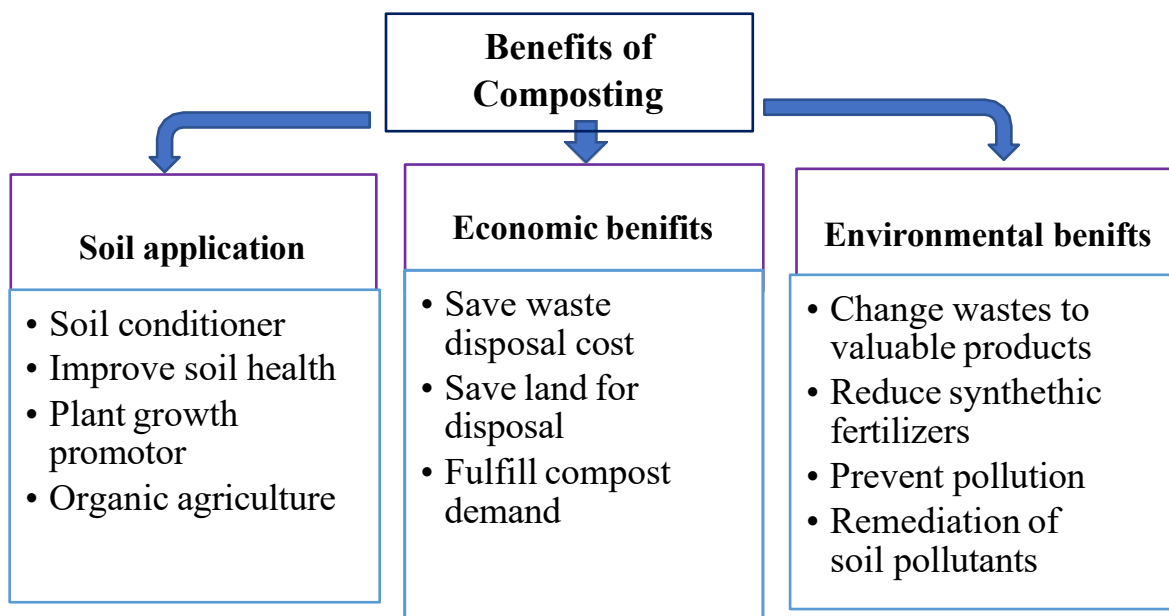 Benefits of
Composting
Soil application
• Soil conditioner
• Improve soil health
• Plant growth
promotor
• Organic agriculture
Economic benifits
• Save waste
disposal cost
• Save land for
disposal
• Fulfill compost
demand
Environmental benifts
• Change wastes to
valuable products
• Reduce synthethic
fertilizers
• Prevent pollution
• Remediation of
soil pollutants